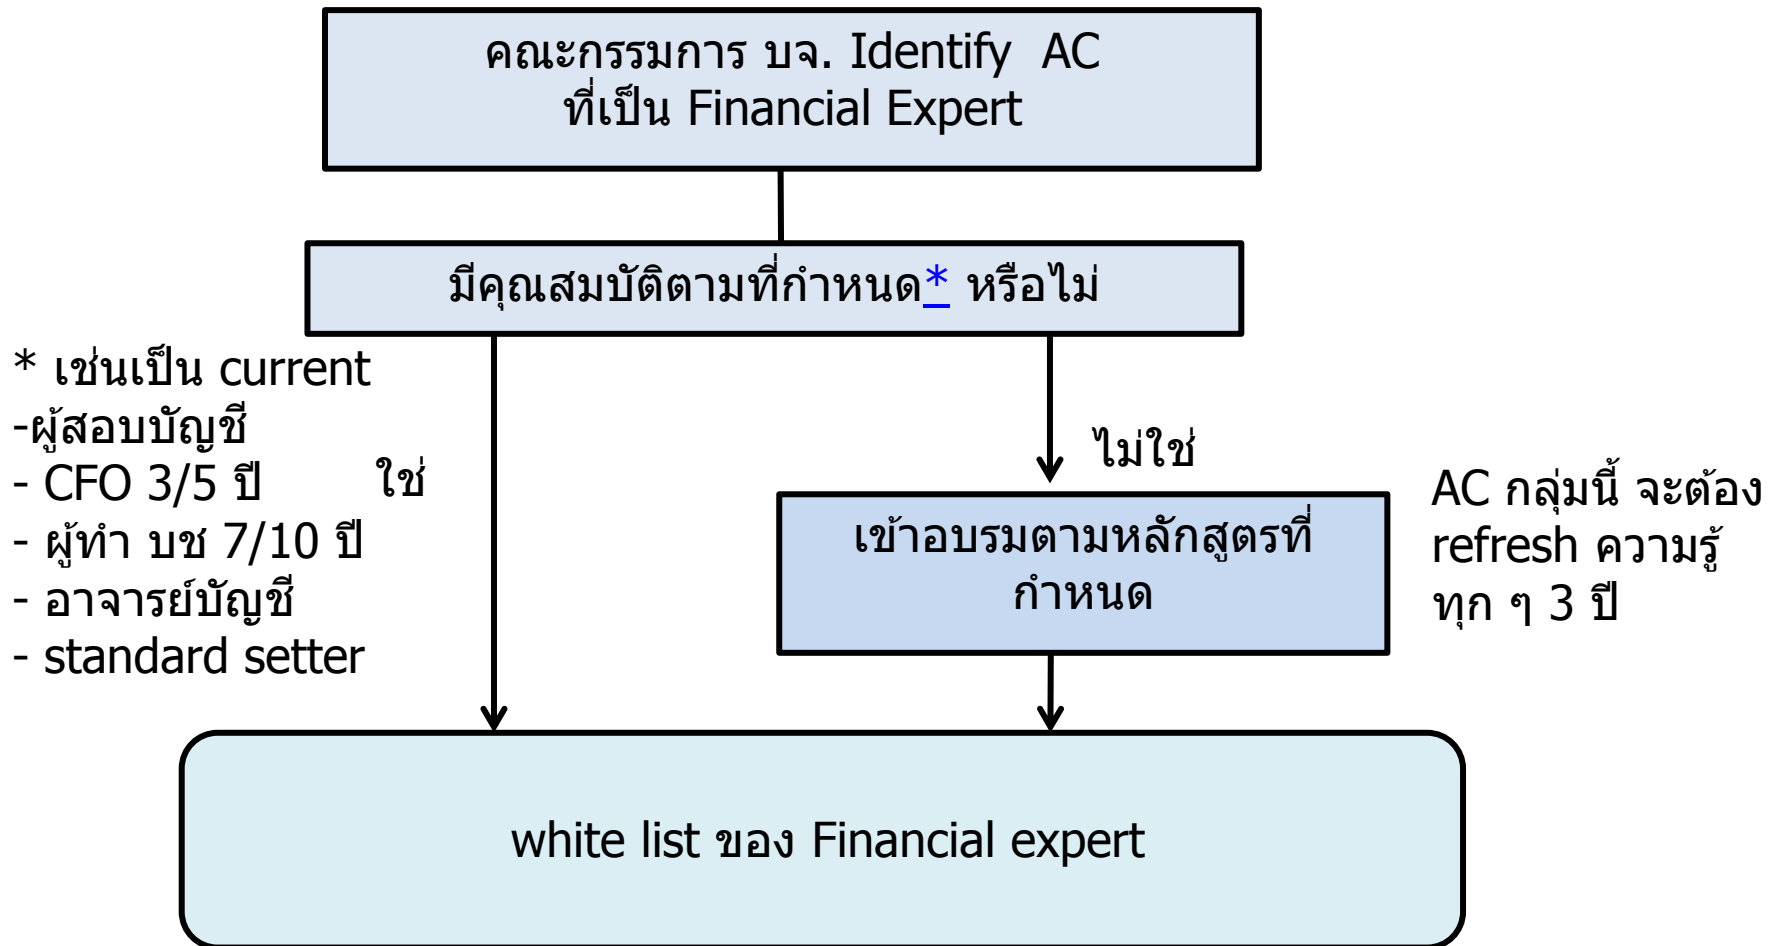 คณะกรรมการ บจ. Identify  AC
ที่เป็น Financial Expert
มีคุณสมบัติตามที่กำหนด* หรือไม่
* เช่นเป็น current
-ผู้สอบบัญชี
- CFO 3/5 ปี
- ผู้ทำ บช 7/10 ปี
- อาจารย์บัญชี
- standard setter
ใช่
ไม่ใช่
เข้าอบรมตามหลักสูตรที่
กำหนด
AC กลุ่มนี้ จะต้อง
refresh ความรู้
ทุก ๆ 3 ปี
white list ของ Financial expert